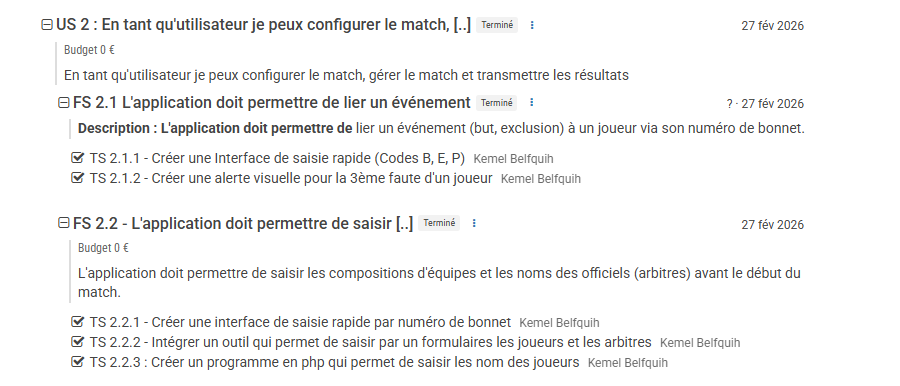 US 2 : En tant qu'utilisateur je peux configurer le match, [..] Terminé 27 fév 2026
Budget 0 €
En tant qu'utilisateur je peux configurer le match, gérer le match et transmettre les résultats
FS 2.1 L'application doit permettre de lier un événement Terminé ? · 27 fév 2026
Description : L'application doit permettre de lier un événement (but, exclusion) à un joueur via son numéro de bonnet.
TS 2.1.1 - Créer une Interface de saisie rapide (Codes B, E, P) Kemel Belfquih
TS 2.1.2 - Créer une alerte visuelle pour la 3ème faute d'un joueur Kemel Belfquih
FS 2.2 - L'application doit permettre de saisir [..] Terminé 27 fév 2026
Budget 0 €
L'application doit permettre de saisir les compositions d'équipes et les noms des officiels (arbitres) avant le début du
match.
TS 2.2.1 - Créer une interface de saisie rapide par numéro de bonnet Kemel Belfquih
TS 2.2.2 - Intégrer un outil qui permet de saisir par un formulaires les joueurs et les arbitres Kemel Belfquih
TS 2.2.3 : Créer un programme en php qui permet de saisir les nom des joueurs Kemel Belfquih